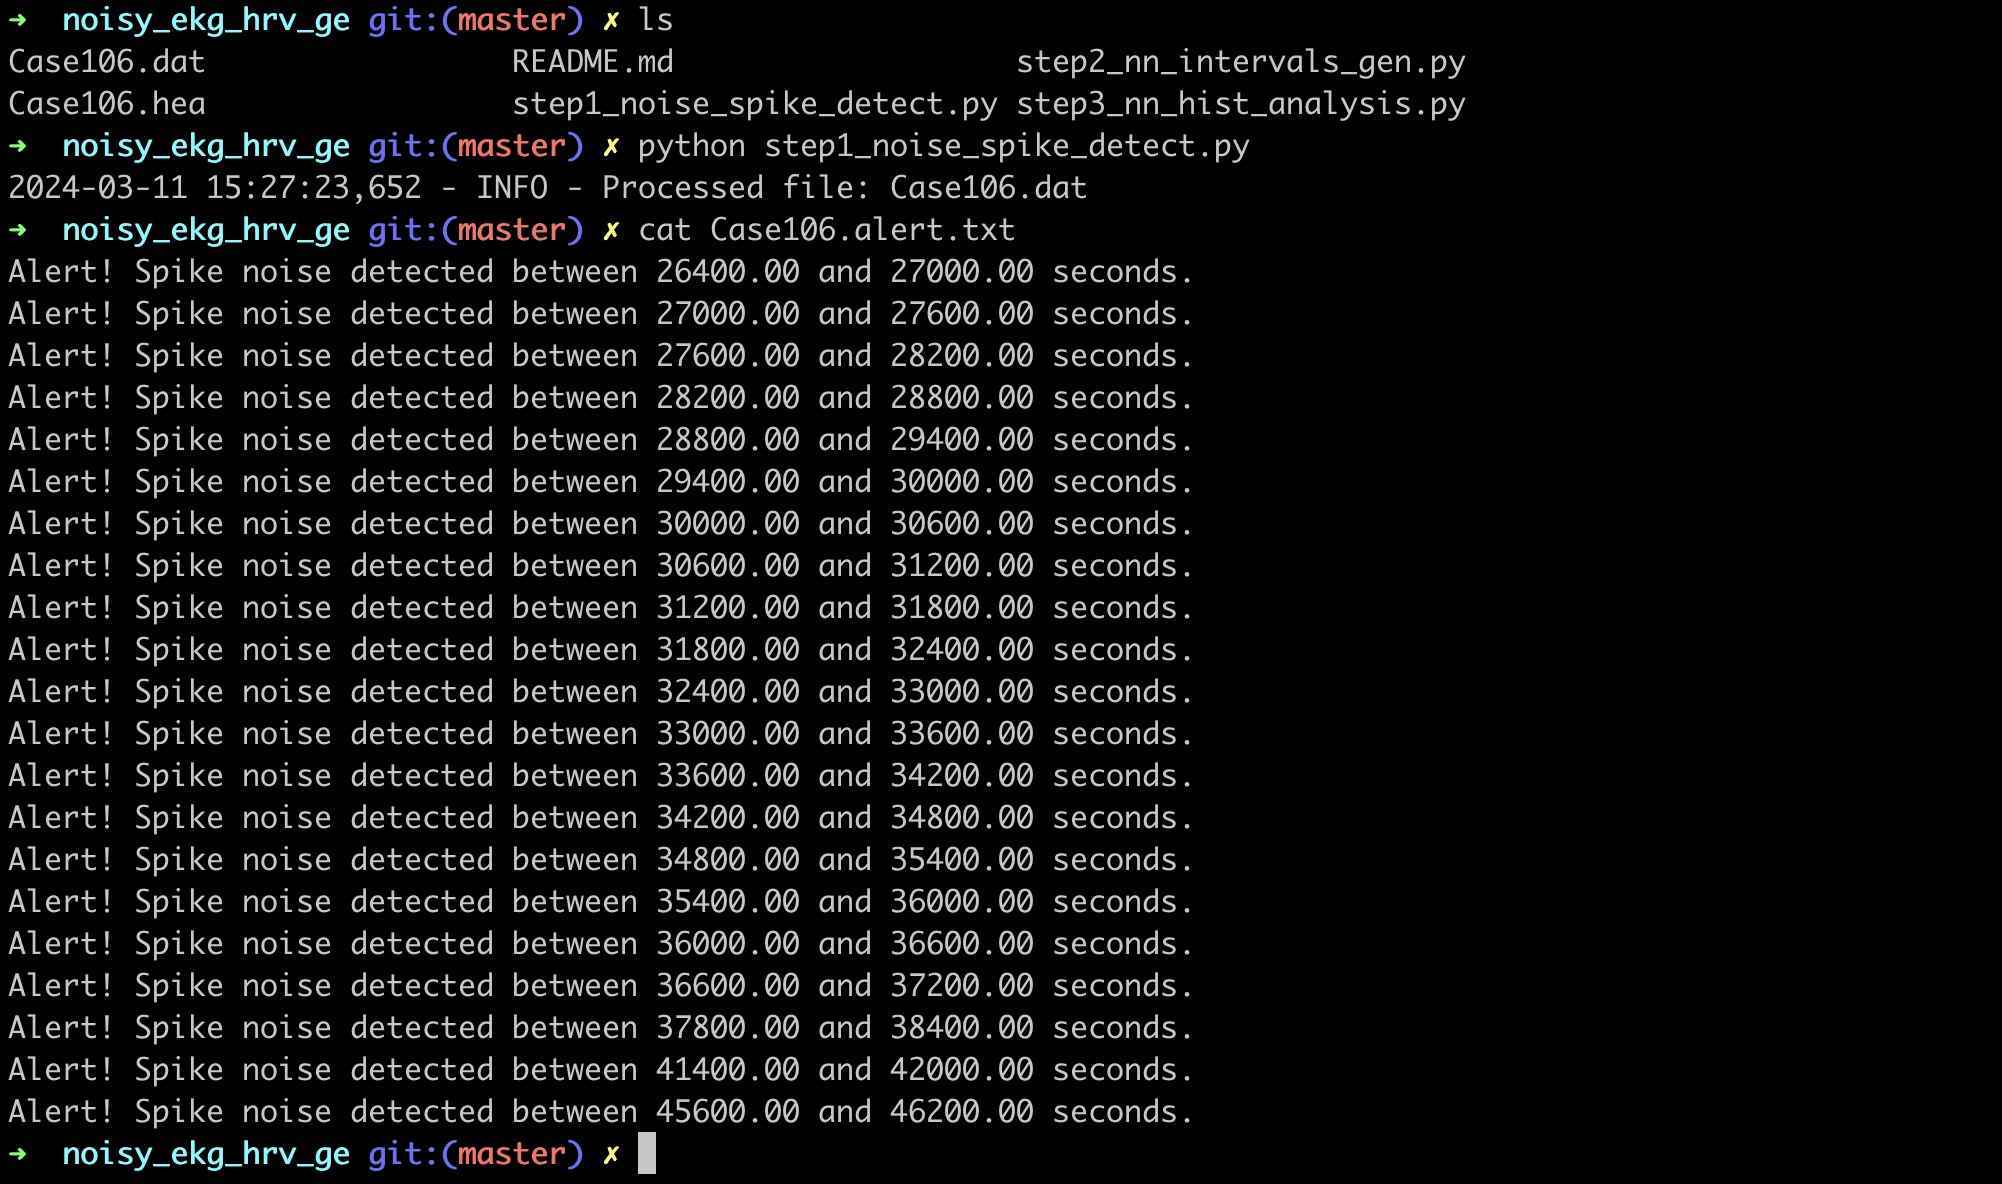 ➜  noisy_ekg_hrv_ge git:(master) ✗ ls
Case106.dat                 README.md                   step2_nn_intervals_gen.py
Case106.hea                 step1_noise_spike_detect.py step3_nn_hist_analysis.py
➜  noisy_ekg_hrv_ge git:(master) ✗ python step1_noise_spike_detect.py
2024-03-11 15:27:23,652 - INFO - Processed file: Case106.dat
➜  noisy_ekg_hrv_ge git:(master) ✗ cat Case106.alert.txt
Alert! Spike noise detected between 26400.00 and 27000.00 seconds.
Alert! Spike noise detected between 27000.00 and 27600.00 seconds.
Alert! Spike noise detected between 27600.00 and 28200.00 seconds.
Alert! Spike noise detected between 28200.00 and 28800.00 seconds.
Alert! Spike noise detected between 28800.00 and 29400.00 seconds.
Alert! Spike noise detected between 29400.00 and 30000.00 seconds.
Alert! Spike noise detected between 30000.00 and 30600.00 seconds.
Alert! Spike noise detected between 30600.00 and 31200.00 seconds.
Alert! Spike noise detected between 31200.00 and 31800.00 seconds.
Alert! Spike noise detected between 31800.00 and 32400.00 seconds.
Alert! Spike noise detected between 32400.00 and 33000.00 seconds.
Alert! Spike noise detected between 33000.00 and 33600.00 seconds.
Alert! Spike noise detected between 33600.00 and 34200.00 seconds.
Alert! Spike noise detected between 34200.00 and 34800.00 seconds.
Alert! Spike noise detected between 34800.00 and 35400.00 seconds.
Alert! Spike noise detected between 35400.00 and 36000.00 seconds.
Alert! Spike noise detected between 36000.00 and 36600.00 seconds.
Alert! Spike noise detected between 36600.00 and 37200.00 seconds.
Alert! Spike noise detected between 37800.00 and 38400.00 seconds.
Alert! Spike noise detected between 41400.00 and 42000.00 seconds.
Alert! Spike noise detected between 45600.00 and 46200.00 seconds.
➜  noisy_ekg_hrv_ge git:(master) ✗